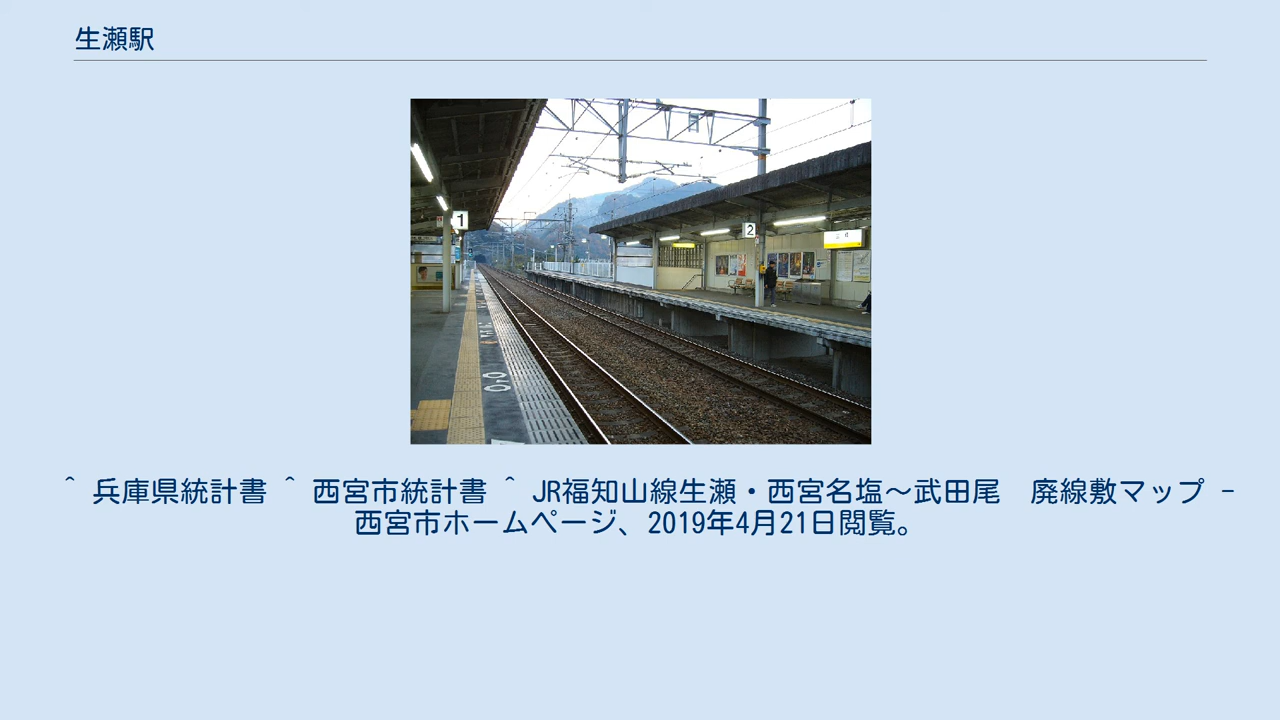 生瀬駅
1
2
^ 兵庫県統計書 ^ 西宮市統計書 ^ JR福知山線生瀬・西宮名塩～武田尾　廃線敷マップ -
西宮市ホームページ、2019年4月21日閲覧。